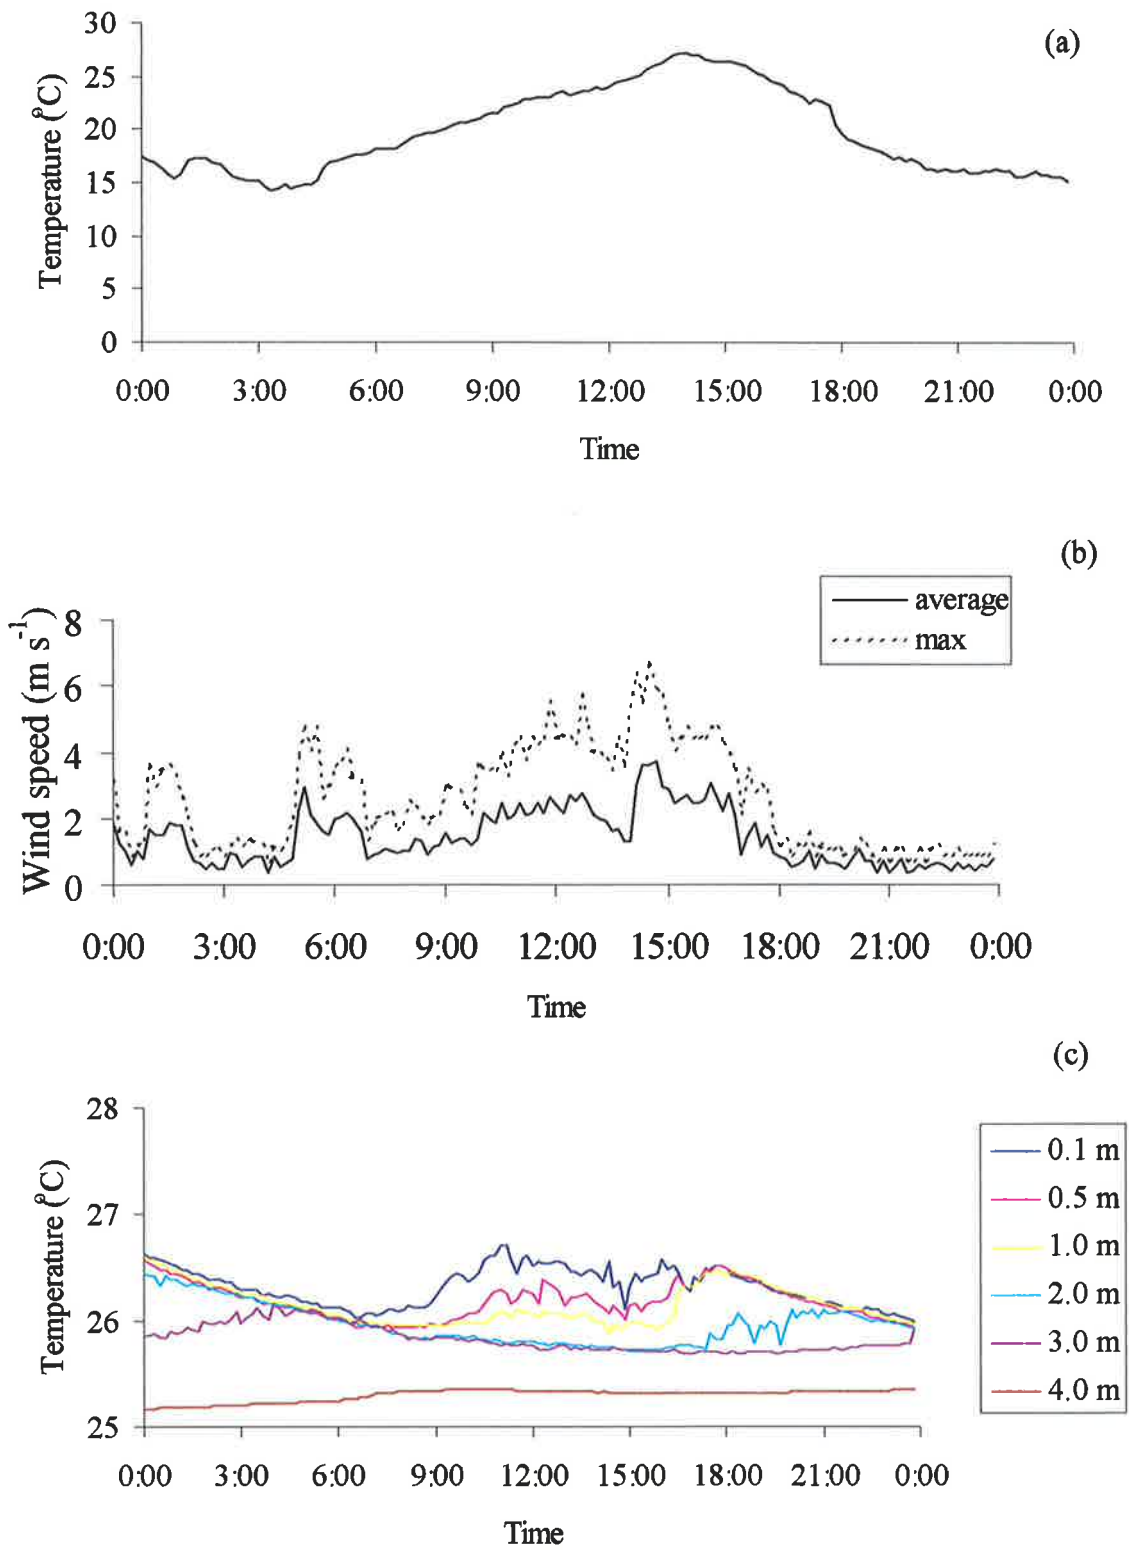 (a)
Temperature (°C)
30
25
20
15
10
5
0
0:00 3:00 6:00 9:00 12:00 15:00 18:00 21:00 0:00
Time
(b)
average
max
Wind speed (m s⁻¹)
8
6
4
2
0
0:00 3:00 6:00 9:00 12:00 15:00 18:00 21:00 0:00
Time
(c)
Temperature (°C)
28
27
26
25
0:00 3:00 6:00 9:00 12:00 15:00 18:00 21:00 0:00
Time
0.1 m
0.5 m
1.0 m
2.0 m
3.0 m
4.0 m